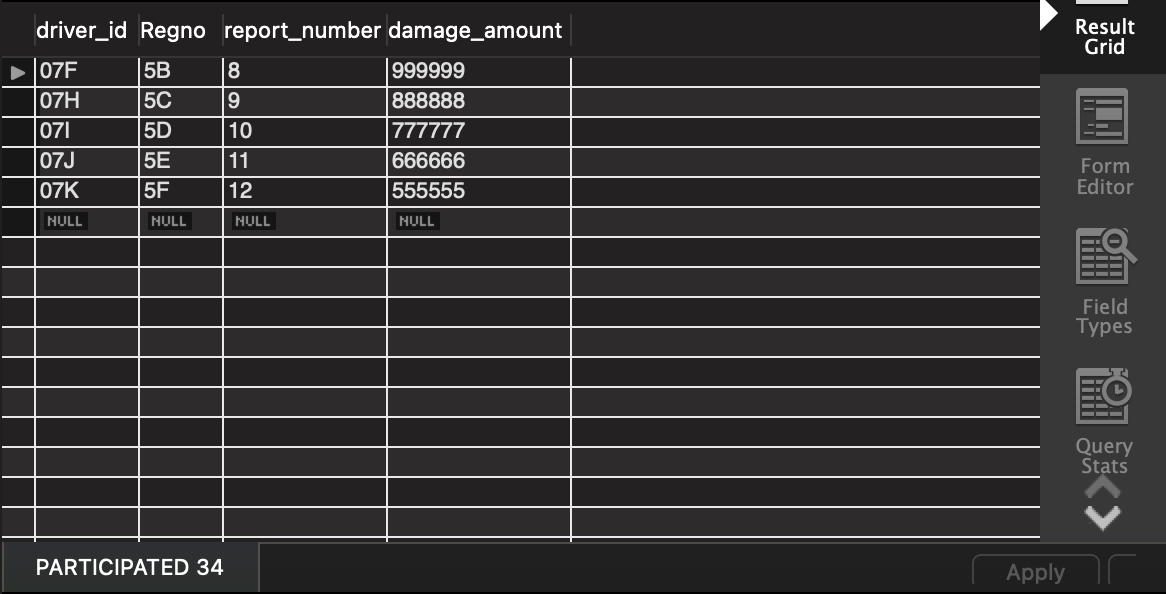 driver_id Regno report_number damage_amount
07F 5B 8 999999
07H 5C 9 888888
07I 5D 10 777777
07J 5E 11 666666
07K 5F 12 555555
NULL NULL NULL NULL
PARTICIPATED 34
Result
Grid
Form
Editor
Field
Types
Query
Stats
Apply